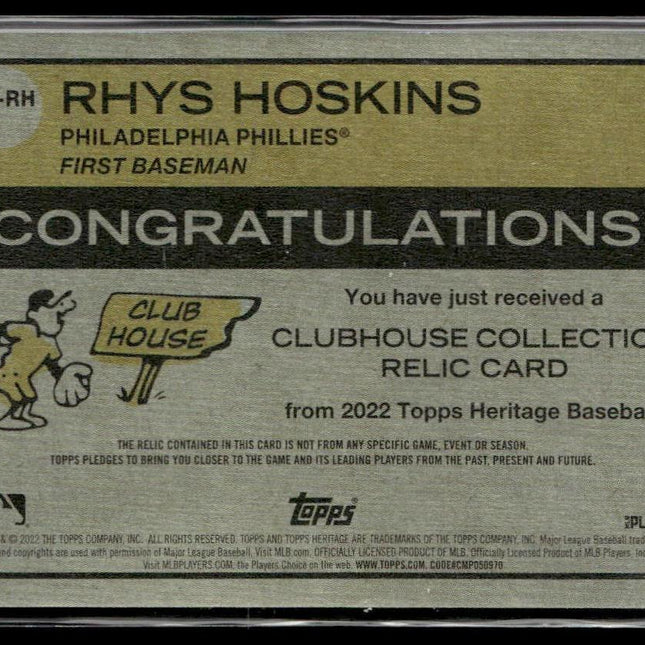 -RH
RHYS HOSKINS
PHILADELPHIA PHILLIES®
FIRST BASEMAN
CONGRATULATIONS
CLUB
HOUSE
You have just received a
CLUBHOUSE COLLECTIO
RELIC CARD
from 2022 Topps Heritage Baseba
THE RELIC CONTAINED IN THIS CARD IS NOT FROM ANY SPECIFIC GAME, EVENT OR SEASON.
TOPPS PLEDGES TO BRING YOU CLOSER TO THE GAME AND ITS LEADING PLAYERS FROM THE PAST, PRESENT AND FUTURE.
Topps
PL
& © 2022 THE TOPPS COMPANY, INC. ALL RIGHTS RESERVED. TOPPS AND TOPPS HERITAGE ARE TRADEMARKS OF THE TOPPS COMPANY, INC. Major League Baseball trad
nd copyrights are used with permission of Major League Baseball. Visit MLB.com. OFFICIALLY LICENSED PRODUCT OF MLB. Officially Licensed Product of MLB Players, Inc
Visit MLBPLAYERS.COM, the Players Choice on the web. WWW.TOPPS.COM. CODE#CMP050970